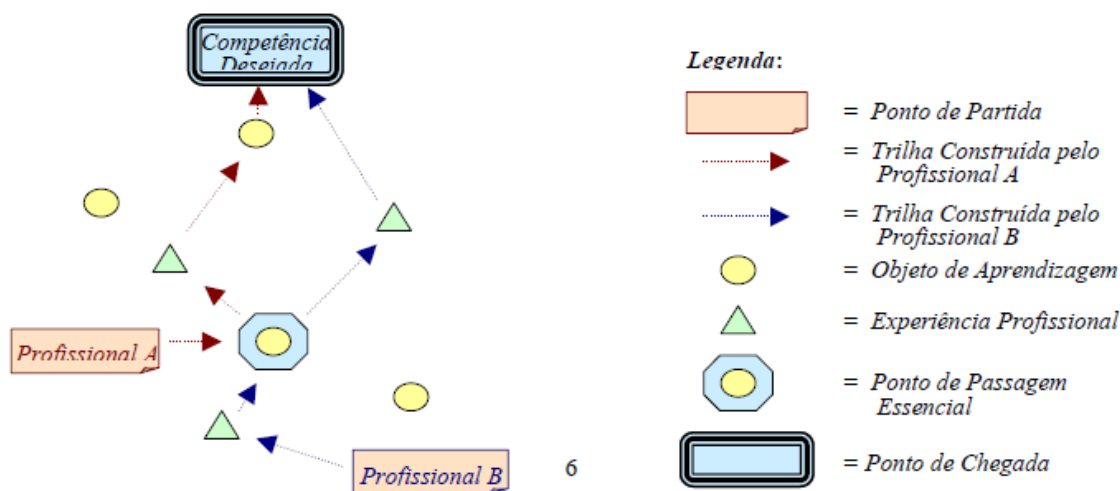 Competência
Desejada
Profissional A
Profissional B
6
Legenda:
= Ponto de Partida
= Trilha Construída pelo
Profissional A
= Trilha Construída pelo
Profissional B
= Objeto de Aprendizagem
= Experiência Profissional
= Ponto de Passagem
Essencial
= Ponto de Chegada